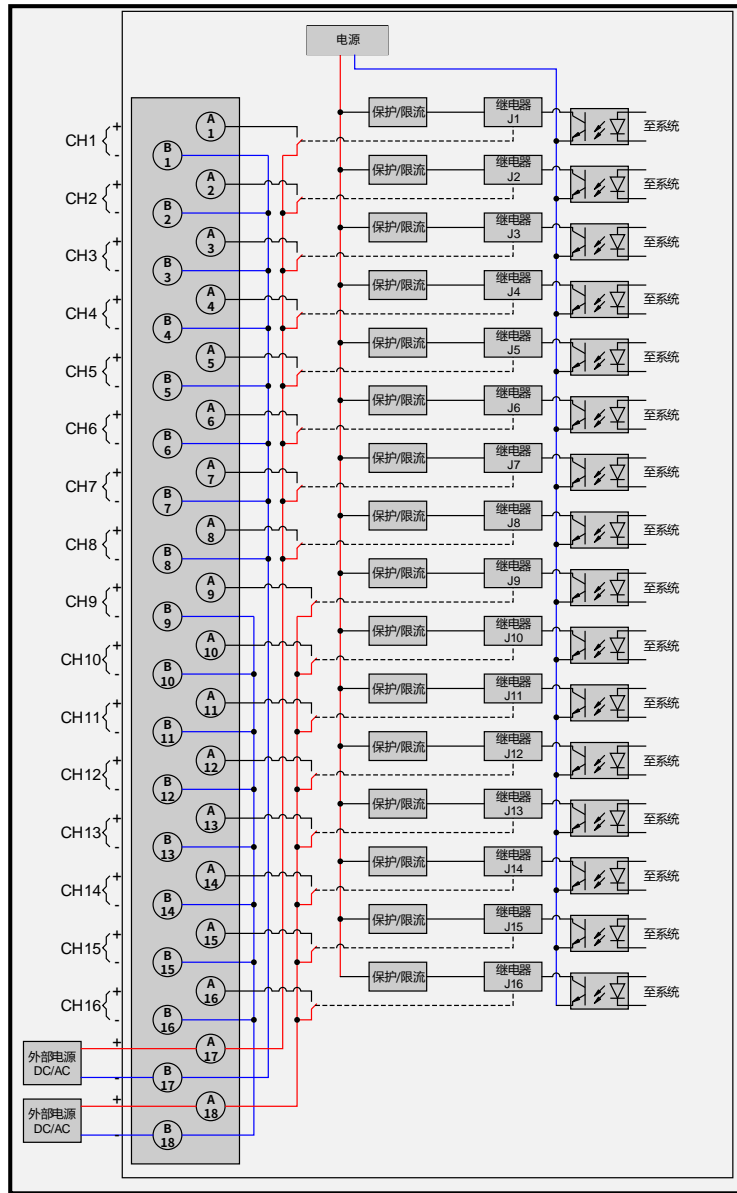 电源
保护/限流
继电器
J1
至系统
CH1
+
-
A
1
B
1
保护/限流
继电器
J2
至系统
CH2
+
-
A
2
B
2
保护/限流
继电器
J3
至系统
CH3
+
-
A
3
B
3
保护/限流
继电器
J4
至系统
CH4
+
-
A
4
B
4
保护/限流
继电器
J5
至系统
CH5
+
-
A
5
B
5
保护/限流
继电器
J6
至系统
CH6
+
-
A
6
B
6
保护/限流
继电器
J7
至系统
CH7
+
-
A
7
B
7
保护/限流
继电器
J8
至系统
CH8
+
-
A
8
B
8
保护/限流
继电器
J9
至系统
CH9
+
-
A
9
B
9
保护/限流
继电器
J10
至系统
CH10
+
-
A
10
B
10
保护/限流
继电器
J11
至系统
CH11
+
-
A
11
B
11
保护/限流
继电器
J12
至系统
CH12
+
-
A
12
B
12
保护/限流
继电器
J13
至系统
CH13
+
-
A
13
B
13
保护/限流
继电器
J14
至系统
CH14
+
-
A
14
B
14
保护/限流
继电器
J15
至系统
CH15
+
-
A
15
B
15
保护/限流
继电器
J16
至系统
CH16
+
-
A
16
B
16
外部电源
DC/AC
+
-
A
17
B
17
外部电源
DC/AC
+
-
A
18
B
18